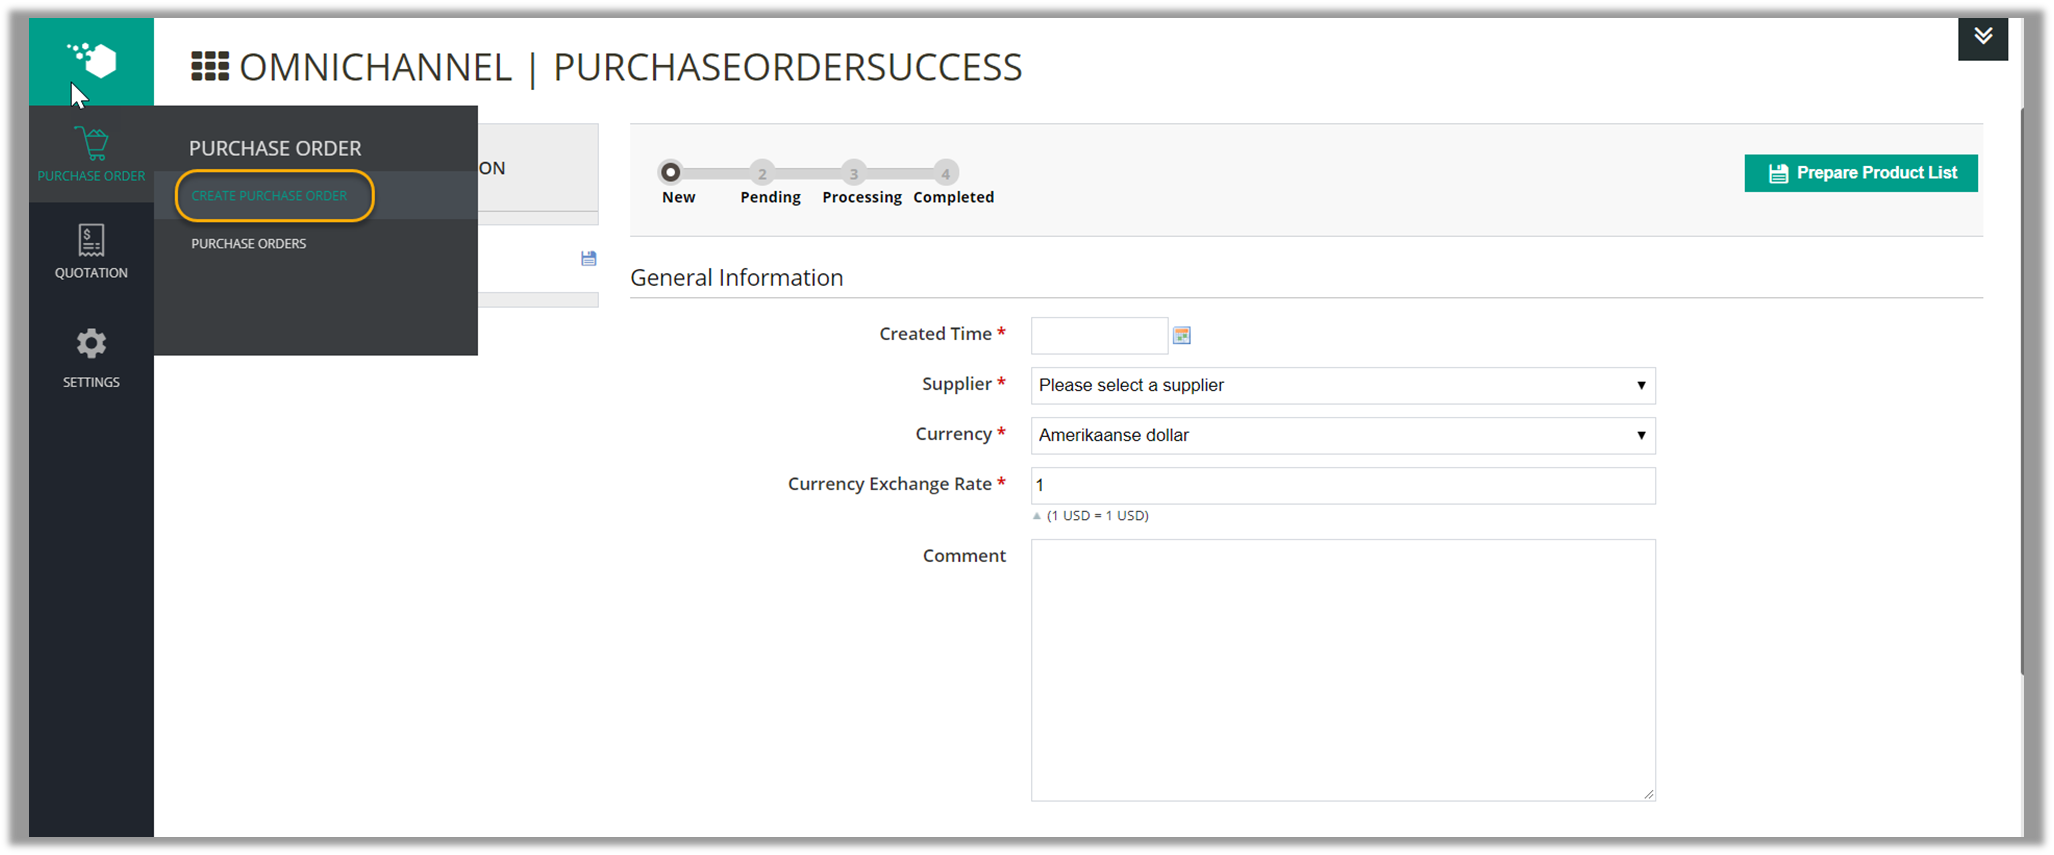 OMNICHANNEL | PURCHASEORDERSUCCESS
PURCHASE ORDER
QUOTATION
SETTINGS
PURCHASE ORDER
CREATE PURCHASE ORDER
PURCHASE ORDERS
ON
2
3
4
New
Pending
Processing
Completed
Prepare Product List
General Information
Created Time *
Supplier *
Please select a supplier
Currency *
Amerikaanse dollar
Currency Exchange Rate *
1
(1 USD = 1 USD)
Comment